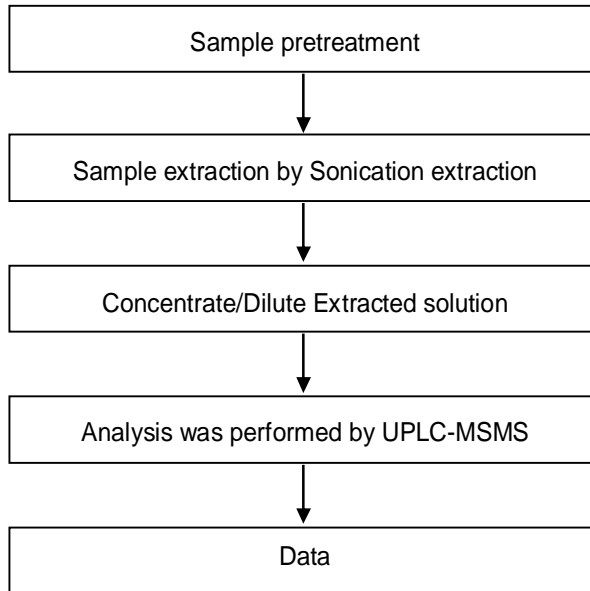 Sample pretreatment
Sample extraction by Sonication extraction
Concentrate/Dilute Extracted solution
Analysis was performed by UPLC-MSMS
Data